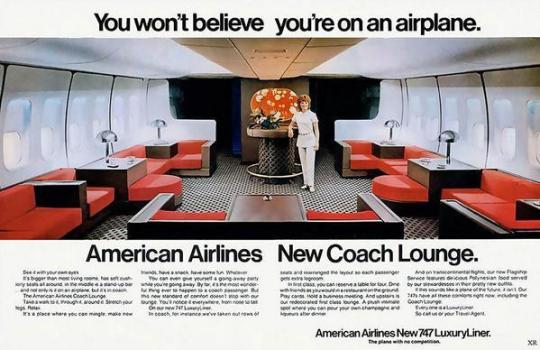 You won't believe you're on an airplane.
American Airlines New Coach Lounge.
See it with your own eyes.
It's bigger than most living rooms, has soft cush-
iony seats all around, in the middle is a stand-up bar
and not only is it on an airplane, but it's in coach.
The American Airlines Coach Lounge.
Take a walk to it, through it, around it. Stretch your
legs. Relax.
It's a place where you can mingle, make new
friends, have a snack, have some fun. Whatever.
You can even give yourself a going-away party
while you're going away. By far, it's the most wonder-
ful thing ever to happen to a coach passenger. But
this new standard of comfort doesn't stop with our
lounge. You'll notice it everywhere, from nose to tail.
On our new 747 LuxuryLiner.
In coach, for instance, we've taken out rows of
seats and rearranged the layout so each passenger
gets extra legroom.
In first class, you can reserve a table for four. Dine
with friends as you would in a restaurant on the ground.
Play cards. Hold a business meeting. And upstairs is
our redecorated first class lounge. A plush intimate
spot where you can pour your own champagne and
liqueurs after dinner.
And on transcontinental flights, our new Flagship
Service features delicious Polynesian food served
by our stewardesses in their pretty new outfits.
If this sounds like a plane of the future, it isn't. Our
747s have all these comforts right now, including the
Coach Lounge.
Every one is a LuxuryLiner.
So call us or your Travel Agent.
American Airlines New 747 LuxuryLiner.
The plane with no competition.
XR